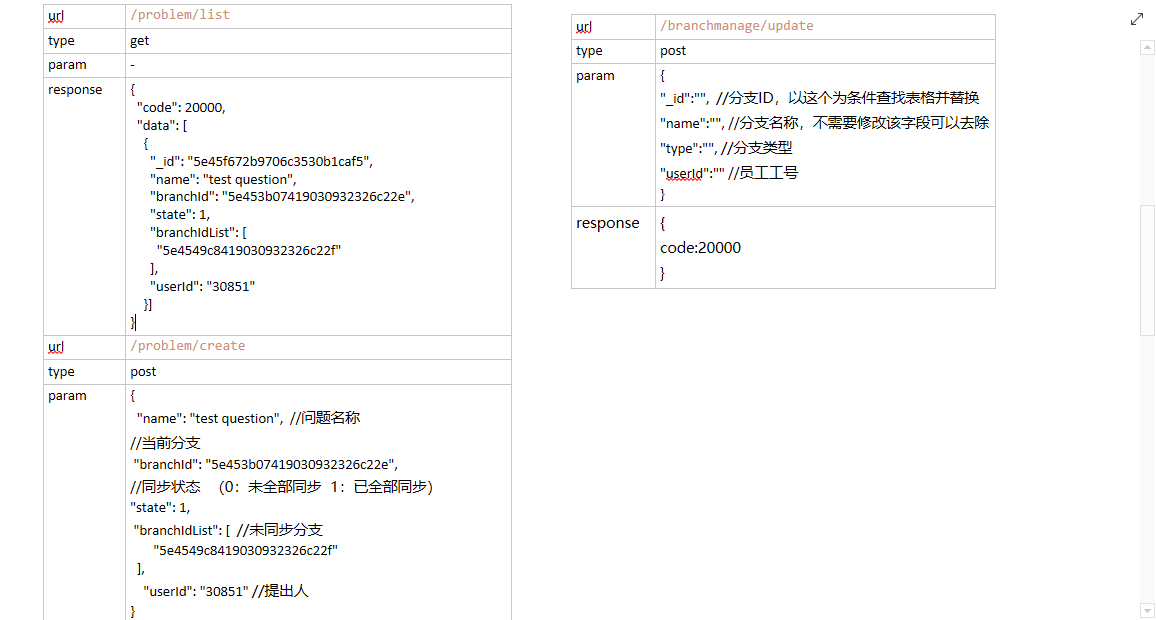 url /problem/list
type get
param -
response {
"code": 20000,
"data": [
{
"_id": "5e45f672b9706c3530b1caf5",
"name": "test question",
"branchId": "5e453b07419030932326c22e",
"state": 1,
"branchIdList": [
"5e4549c8419030932326c22f"
],
"userId": "30851"
}]
}
url /problem/create
type post
param {
"name": "test question", //问题名称
//当前分支
"branchId": "5e453b07419030932326c22e",
//同步状态 （0：未全部同步 1：已全部同步）
"state": 1,
"branchIdList": [ //未同步分支
"5e4549c8419030932326c22f"
],
"userId": "30851" //提出人
}
url /branchmanage/update
type post
param {
"_id":"", //分支ID，以这个为条件查找表格并替换
"name":"", //分支名称，不需要修改该字段可以去除
"type":"", //分支类型
"userId":"" //员工工号
}
response {
code:20000
}